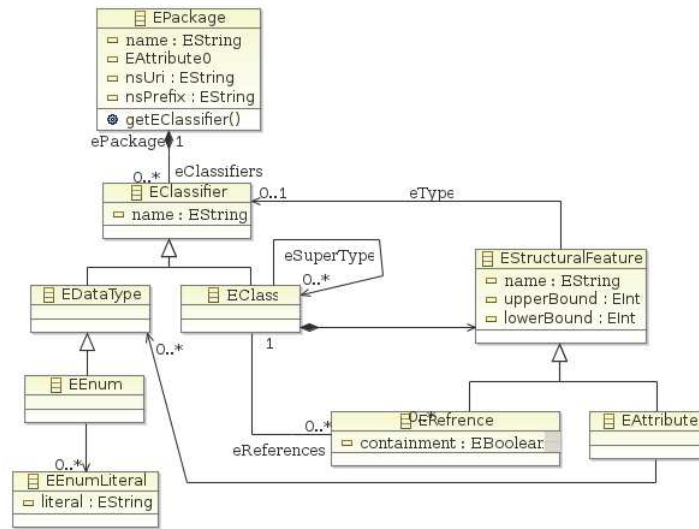 EPackage
name : EString
EAttribute0
nsUri : EString
nsPrefix : EString
getEClassifier()
ePackage 1
eClassifiers
0..*
EClassifier
name : EString
0..1
eType
eSuperType
0..*
EStructuralFeature
name : EString
upperBound : EInt
lowerBound : EInt
EDataType
EClass
0..*
1
EEnum
0..*
ERefrence
containment : EBoolean
0..*
EAttribute
eReferences
0..*
EEnumLiteral
literal : EString